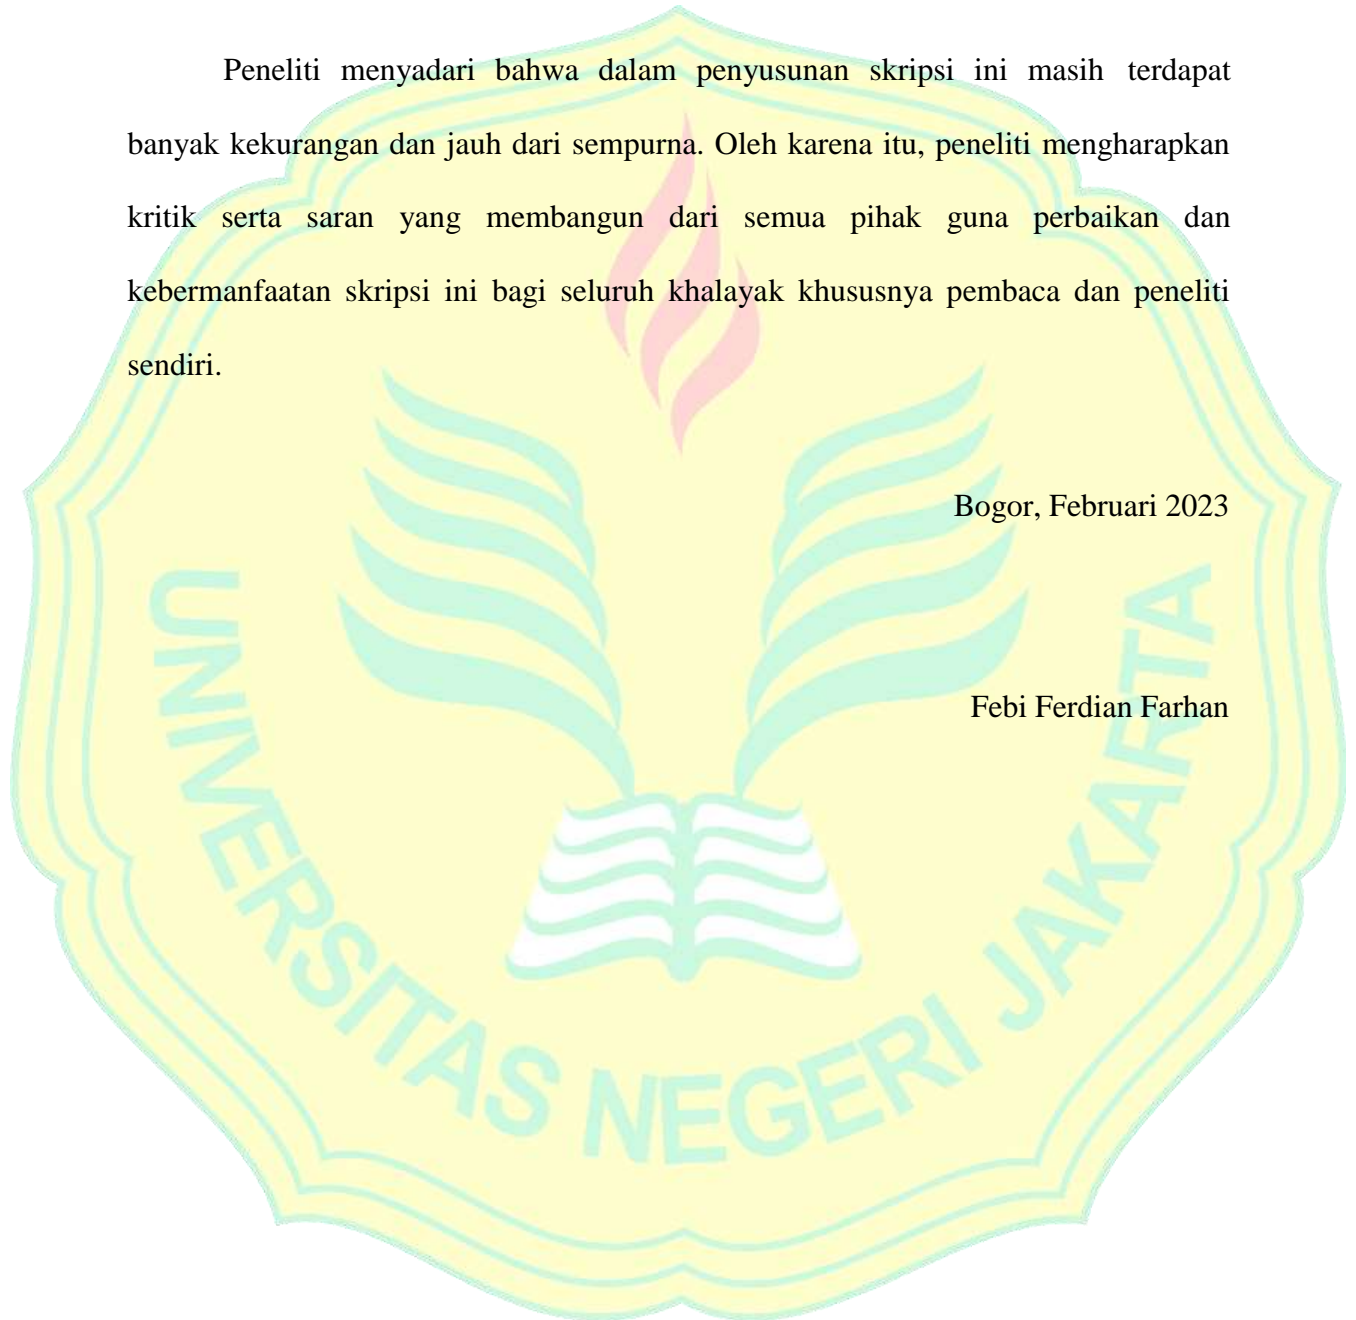 Peneliti menyadari bahwa dalam penyusunan skripsi ini masih terdapat
banyak kekurangan dan jauh dari sempurna. Oleh karena itu, peneliti mengharapkan
kritik serta saran yang membangun dari semua pihak guna perbaikan dan
kebermanfaatan skripsi ini bagi seluruh khalayak khususnya pembaca dan peneliti
sendiri.
Bogor, Februari 2023
Febi Ferdian Farhan
UNIVERSITAS NEGERI JAKARTA